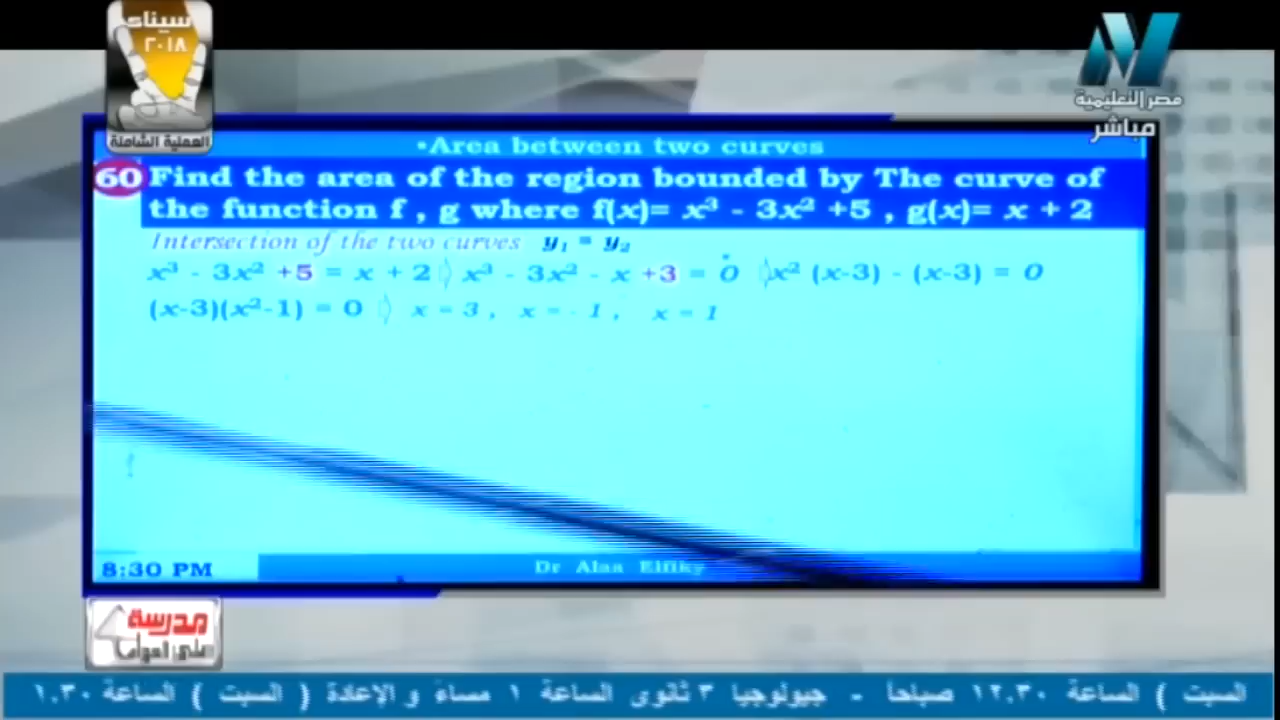 سيناء
٢٠١٨
العملية الشاملة
مصر التعليمية
مباشر
•Area between two curves
60 Find the area of the region bounded by The curve of
the function f , g where f(x)= x³ - 3x² +5 , g(x)= x + 2
Intersection of the two curves y₁ = y₂
x³ - 3x² +5 = x + 2 ⟩ x³ - 3x² - x +3 = 0 ⟩ x² (x-3) - (x-3) = 0
(x-3)(x²-1) = 0 ⟩ x = 3 , x = - 1 , x = 1
8:30 PM
Dr Alaa Elfiky
مدرسة
على الهواء
السبت ) الساعة ١٢.٣٠ صباحاً - جيولوجيا ٣ ثانوى الساعة ١ مساءً و الإعادة ( السبت ) الساعة ١.٣٠